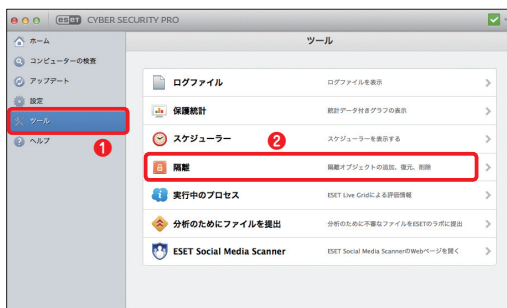 eset CYBER SECURITY PRO
ホーム
コンピューターの検査
アップデート
設定
ツール
ヘルプ
1
ツール
ログファイル ログファイルを表示
保護統計 統計データ付きグラフの表示
スケジューラー スケジューラーを表示する
2
隔離 隔離オブジェクトの追加、復元、削除
実行中のプロセス ESET Live Gridによる評価情報
分析のためにファイルを提出 分析のために不審なファイルをESETのラボに提出
ESET Social Media Scanner ESET Social Media ScannerのWebページを開く